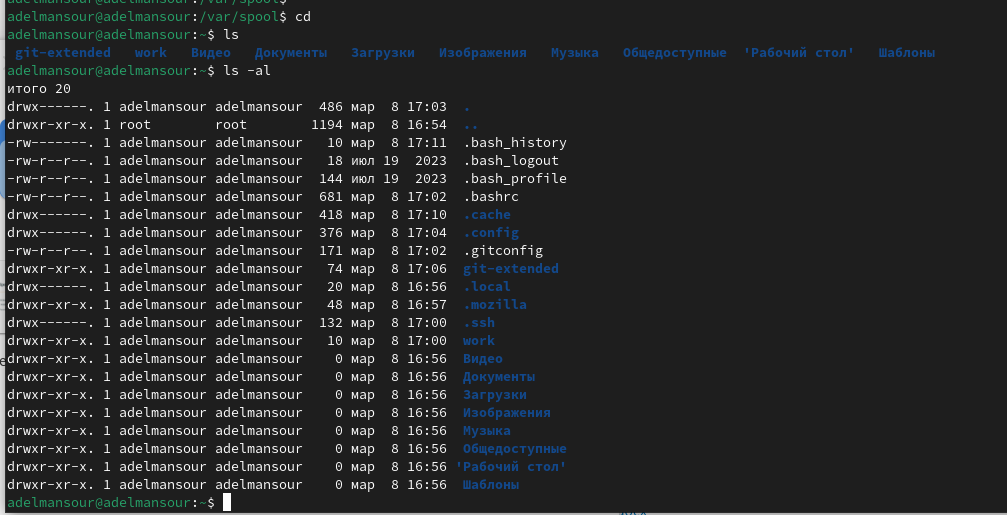 adelmansour@adelmansour:/var/spool$
adelmansour@adelmansour:/var/spool$ cd
adelmansour@adelmansour:~$ ls
git-extended work Видео Документы Загрузки Изображения Музыка Общедоступные 'Рабочий стол' Шаблоны
adelmansour@adelmansour:~$ ls -al
итого 20
drwx------. 1 adelmansour adelmansour 486 мар 8 17:03 .
drwxr-xr-x. 1 root root 1194 мар 8 16:54 ..
-rw-------. 1 adelmansour adelmansour 10 мар 8 17:11 .bash_history
-rw-r--r--. 1 adelmansour adelmansour 18 июл 19 2023 .bash_logout
-rw-r--r--. 1 adelmansour adelmansour 144 июл 19 2023 .bash_profile
-rw-r--r--. 1 adelmansour adelmansour 681 мар 8 17:02 .bashrc
drwx------. 1 adelmansour adelmansour 418 мар 8 17:10 .cache
drwx------. 1 adelmansour adelmansour 376 мар 8 17:04 .config
-rw-r--r--. 1 adelmansour adelmansour 171 мар 8 17:02 .gitconfig
drwxr-xr-x. 1 adelmansour adelmansour 74 мар 8 17:06 git-extended
drwx------. 1 adelmansour adelmansour 20 мар 8 16:56 .local
drwxr-xr-x. 1 adelmansour adelmansour 48 мар 8 16:57 .mozilla
drwx------. 1 adelmansour adelmansour 132 мар 8 17:00 .ssh
drwxr-xr-x. 1 adelmansour adelmansour 10 мар 8 17:00 work
drwxr-xr-x. 1 adelmansour adelmansour 0 мар 8 16:56 Видео
drwxr-xr-x. 1 adelmansour adelmansour 0 мар 8 16:56 Документы
drwxr-xr-x. 1 adelmansour adelmansour 0 мар 8 16:56 Загрузки
drwxr-xr-x. 1 adelmansour adelmansour 0 мар 8 16:56 Изображения
drwxr-xr-x. 1 adelmansour adelmansour 0 мар 8 16:56 Музыка
drwxr-xr-x. 1 adelmansour adelmansour 0 мар 8 16:56 Общедоступные
drwxr-xr-x. 1 adelmansour adelmansour 0 мар 8 16:56 'Рабочий стол'
drwxr-xr-x. 1 adelmansour adelmansour 0 мар 8 16:56 Шаблоны
adelmansour@adelmansour:~$